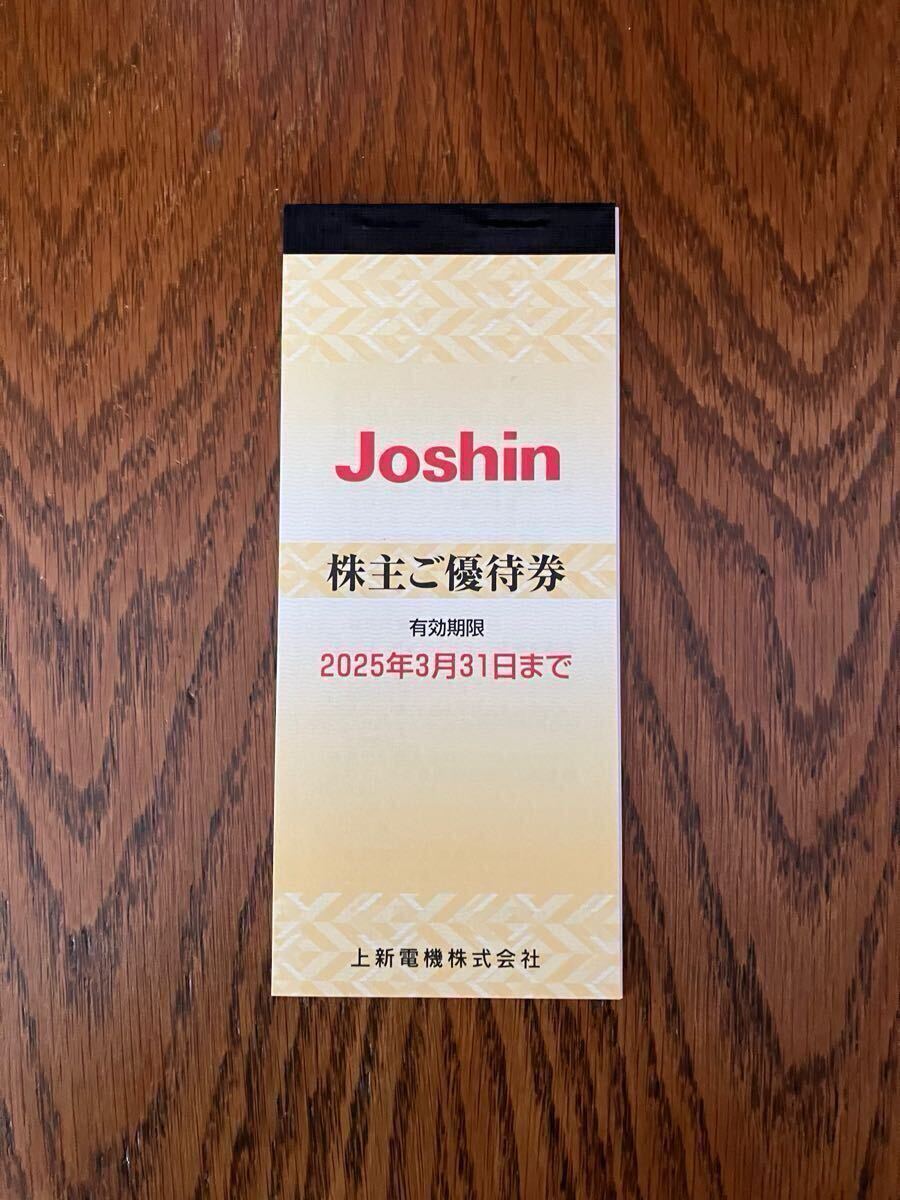 Joshin
株主ご優待券
有効期限
2025年3月31日まで
上新電機株式会社